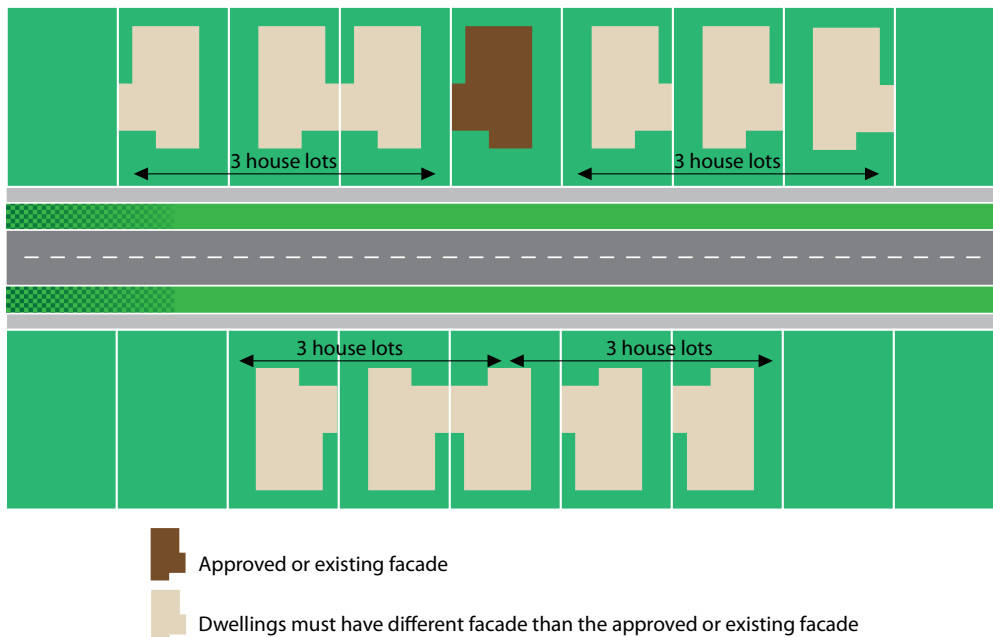 3 house lots
3 house lots
3 house lots
3 house lots
Approved or existing facade
Dwellings must have different facade than the approved or existing facade